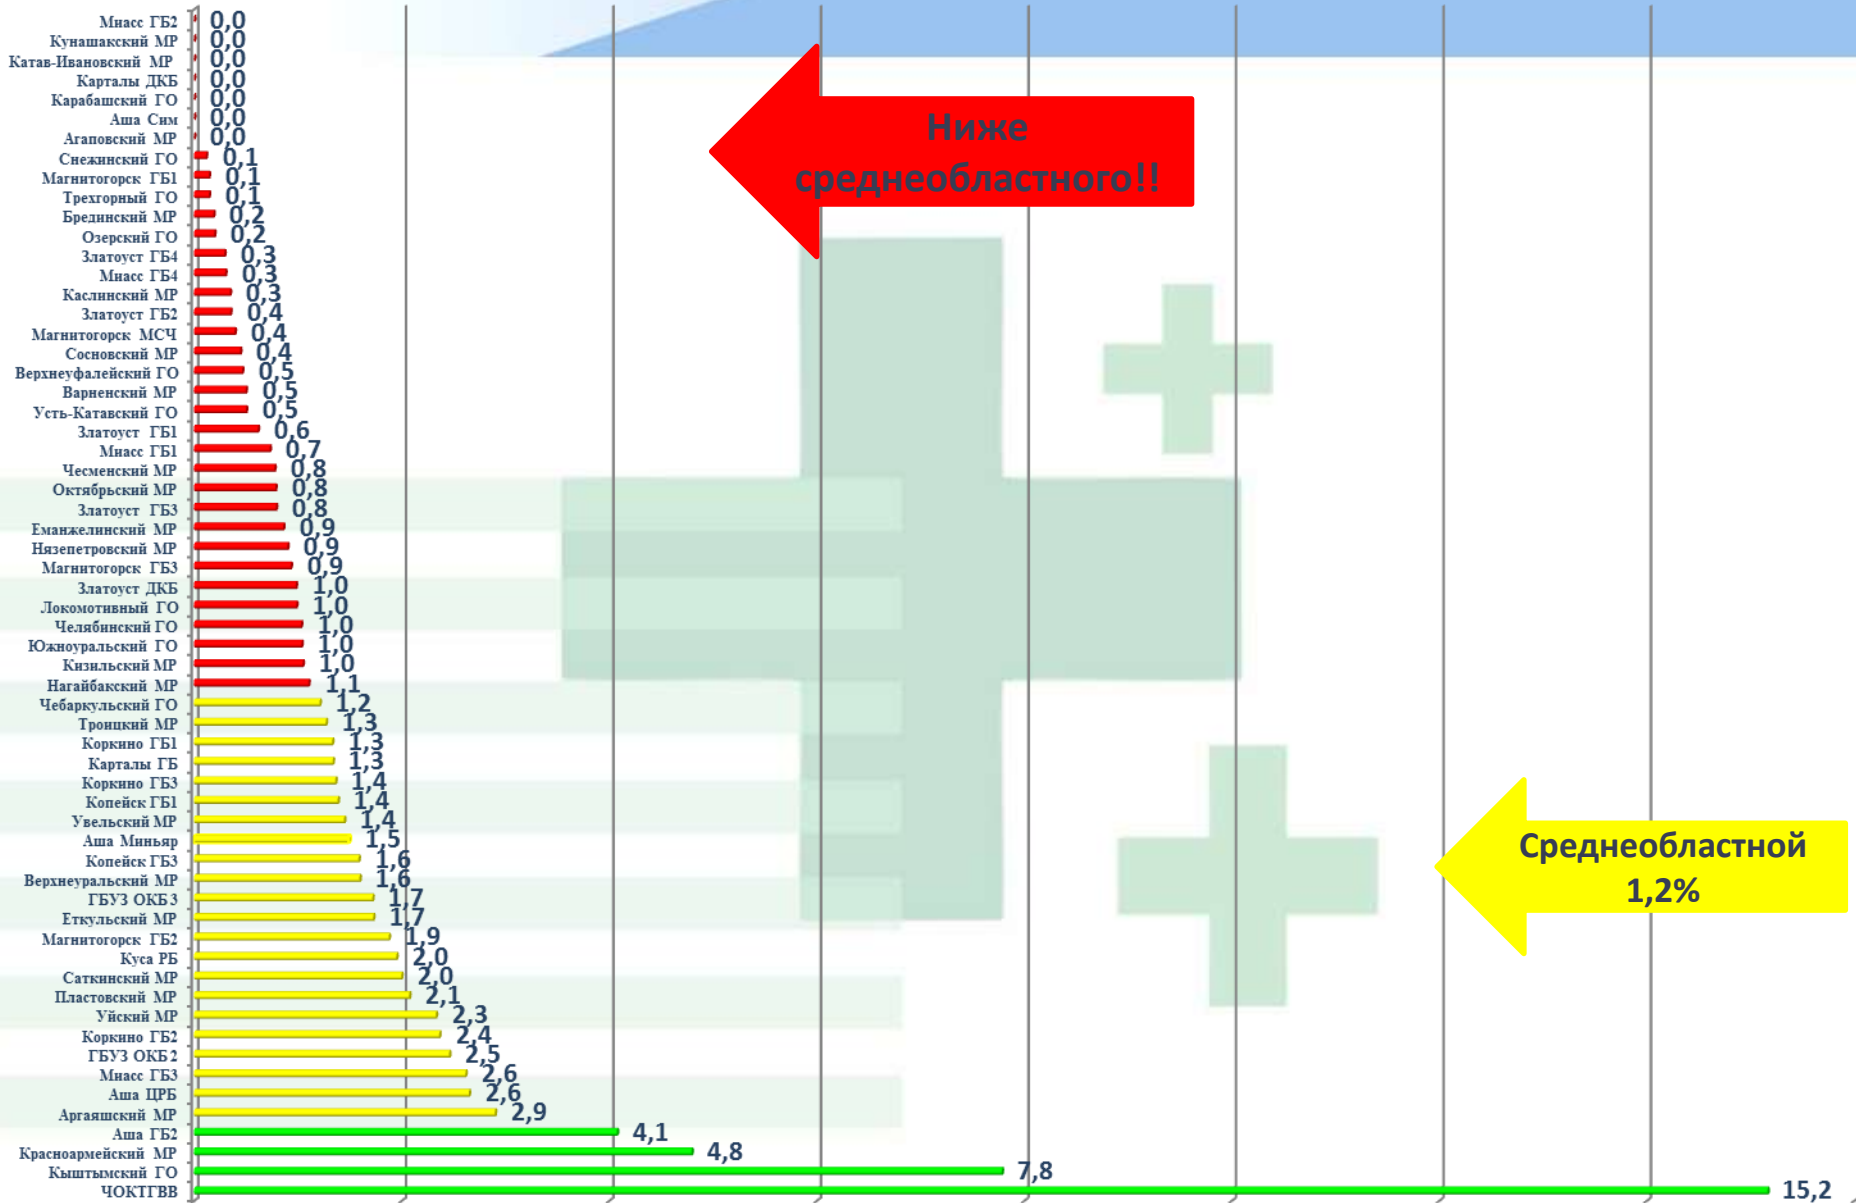 Миасс ГБ2 0,0
Кунашакский МР 0,0
Катав-Ивановский МР 0,0
Карталы ДКБ 0,0
Карабашский ГО 0,0
Аша Сим 0,0
Агаповский МР 0,0
Снежинский ГО 0,1
Магнитогорск ГБ1 0,1
Трехгорный ГО 0,1
Брединский МР 0,2
Озерский ГО 0,2
Златоуст ГБ4 0,3
Миасс ГБ4 0,3
Каслинский МР 0,3
Златоуст ГБ2 0,4
Магнитогорск МСЧ 0,4
Сосновский МР 0,4
Верхнеуфалейский ГО 0,5
Варненский МР 0,5
Усть-Катавский ГО 0,5
Златоуст ГБ1 0,6
Миасс ГБ1 0,7
Чесменский МР 0,8
Октябрьский МР 0,8
Златоуст ГБ3 0,8
Еманжелинский МР 0,9
Нязепетровский МР 0,9
Магнитогорск ГБ3 0,9
Златоуст ДКБ 1,0
Локомотивный ГО 1,0
Челябинский ГО 1,0
Южноуральский ГО 1,0
Кизильский МР 1,0
Нагайбакский МР 1,1
Чебаркульский ГО 1,2
Троицкий МР 1,3
Коркино ГБ1 1,3
Карталы ГБ 1,3
Коркино ГБ3 1,4
Копейск ГБ1 1,4
Увельский МР 1,4
Аша Миньяр 1,5
Копейск ГБ3 1,6
Верхнеуральский МР 1,6
ГБУЗ ОКБ3 1,7
Еткульский МР 1,7
Магнитогорск ГБ2 1,9
Куса РБ 2,0
Саткинский МР 2,0
Пластовский МР 2,1
Уйский МР 2,3
Коркино ГБ2 2,4
ГБУЗ ОКБ2 2,5
Миасс ГБ3 2,6
Аша ЦРБ 2,6
Аргаяшский МР 2,9
Аша ГБ2 4,1
Красноармейский МР 4,8
Кыштымский ГО 7,8
ЧОКТГВВ 15,2
Ниже
среднеобластного!!
Среднеобластной
1,2%